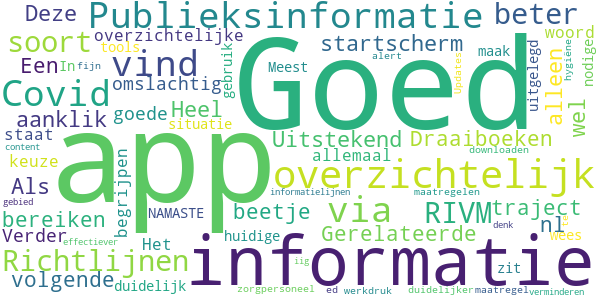 Deze Publieksinformatie beter
soort overzichtelijke startscherm woord
Een In fijn tools vind gebruik Goed Meest alert maak Updates alleen uitgelegd hygiëne nodiged
Covid omslachtig
aanklik Heel goede wel
staat situatie Uitstekend Draaiboeken
content keuze app allemaal downloaden
Als begrijpen overzichtelijk
gebied informatielijnen maatregelen
bereiken NAMASTE beetje via RIVM traject
Verder Het huidige Gerelateerde nl wees
effectiever denk
Richtlijnen informatie zit
volgende duidelijk iig
zorgpersoneel ed werkdruk duidelijker maatregel verminderen